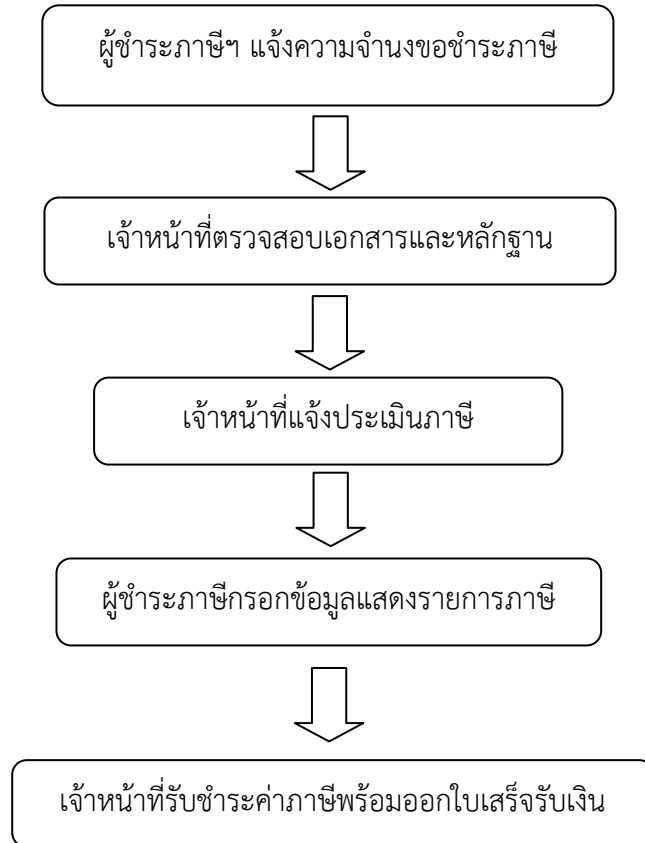 ผู้ชำระภาษีฯ แจ้งความจำนงขอชำระภาษี
เจ้าหน้าที่ตรวจสอบเอกสารและหลักฐาน
เจ้าหน้าที่แจ้งประเมินภาษี
ผู้ชำระภาษีกรอกข้อมูลแสดงรายการภาษี
เจ้าหน้าที่รับชำระค่าภาษีพร้อมออกใบเสร็จรับเงิน